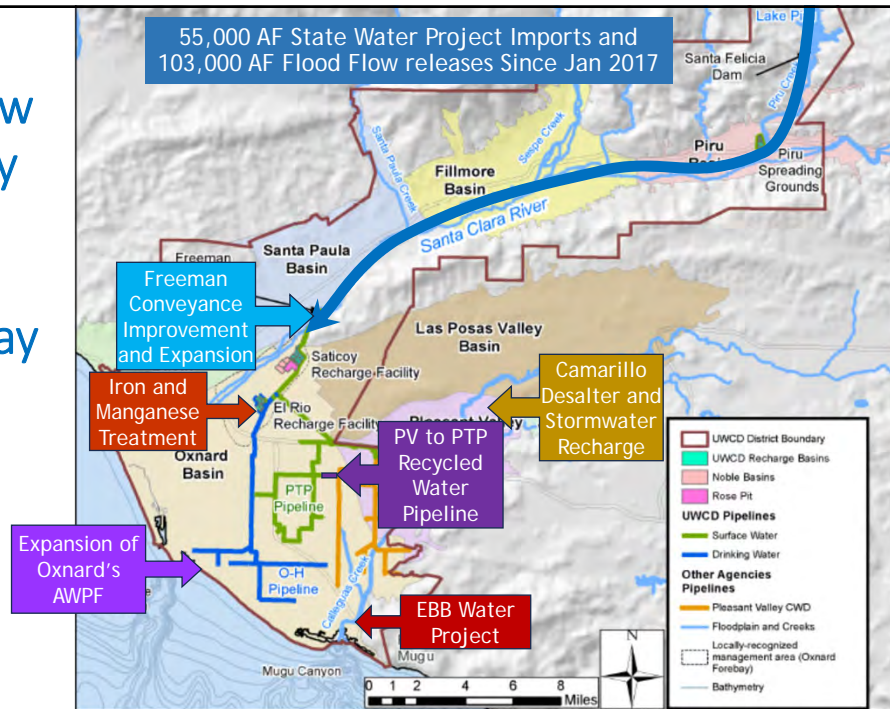 55,000 AF State Water Project Imports and
103,000 AF Flood Flow releases Since Jan 2017
Santa Felicia
Dam
Piru Creek
Santa Paula Creek
Sespe Creek
Fillmore
Basin
Piru
Piru
Spreading
Grounds
Santa Clara River
Santa Paula
Basin
Freeman
Conveyance
Improvement
and Expansion
Las Posas Valley
Basin
Saticoy
Recharge Facility
Camarillo
Desalter and
Stormwater
Recharge
Iron and
Manganese
Treatment
El Rio
Recharge Facility
Oxnard
Basin
PTP
Pipeline
PV to PTP
Recycled
Water
Pipeline
Expansion of
Oxnard's
AWPF
O-H
Pipeline
Calleguas Creek
EBB Water
Project
Mugu
Mugu Canyon
N
0 1 2 4 6 8
Miles
UWCD District Boundary
UWCD Recharge Basins
Noble Basins
Rose Pit
UWCD Pipelines
Surface Water
Drinking Water
Other Agencies
Pipelines
Pleasant Valley CWD
Floodplain and Creeks
Locally-recognized
management area (Oxnard
Forebay)
Bathymetry